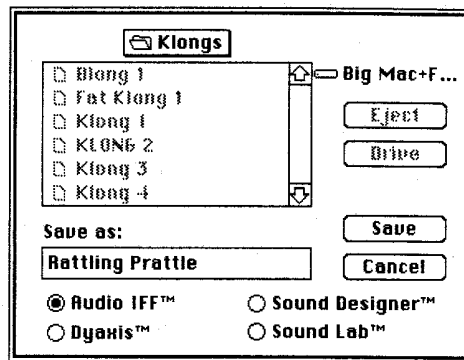 Klongs
Blong 1
Fat Klong 1
Klong 1
KLONG 2
Klong 3
Klong 4
Big Mac+F...
Eject
Drive
Save as:
Rattling Prattle
Save
Cancel
Audio IFF™
Sound Designer™
Dyaxis™
Sound Lab™